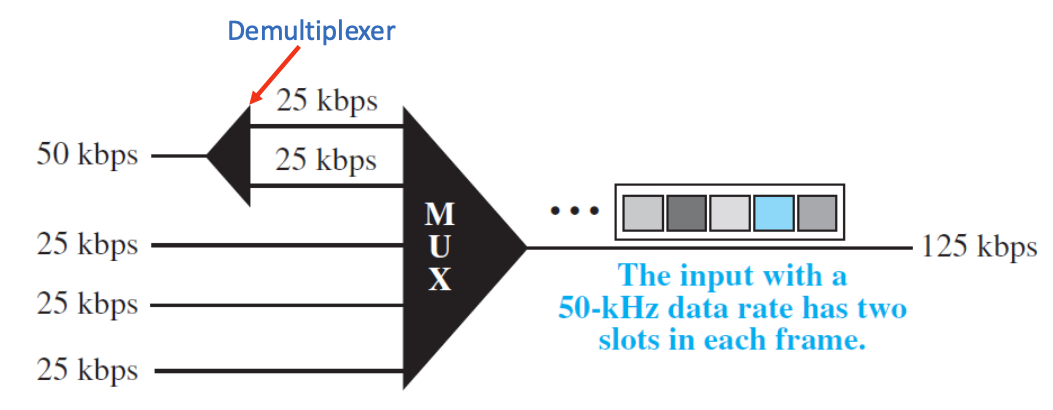 Demultiplexer
25 kbps
50 kbps
25 kbps
M
U
X
25 kbps
25 kbps
25 kbps
• • •
125 kbps
The input with a
50-kHz data rate has two
slots in each frame.